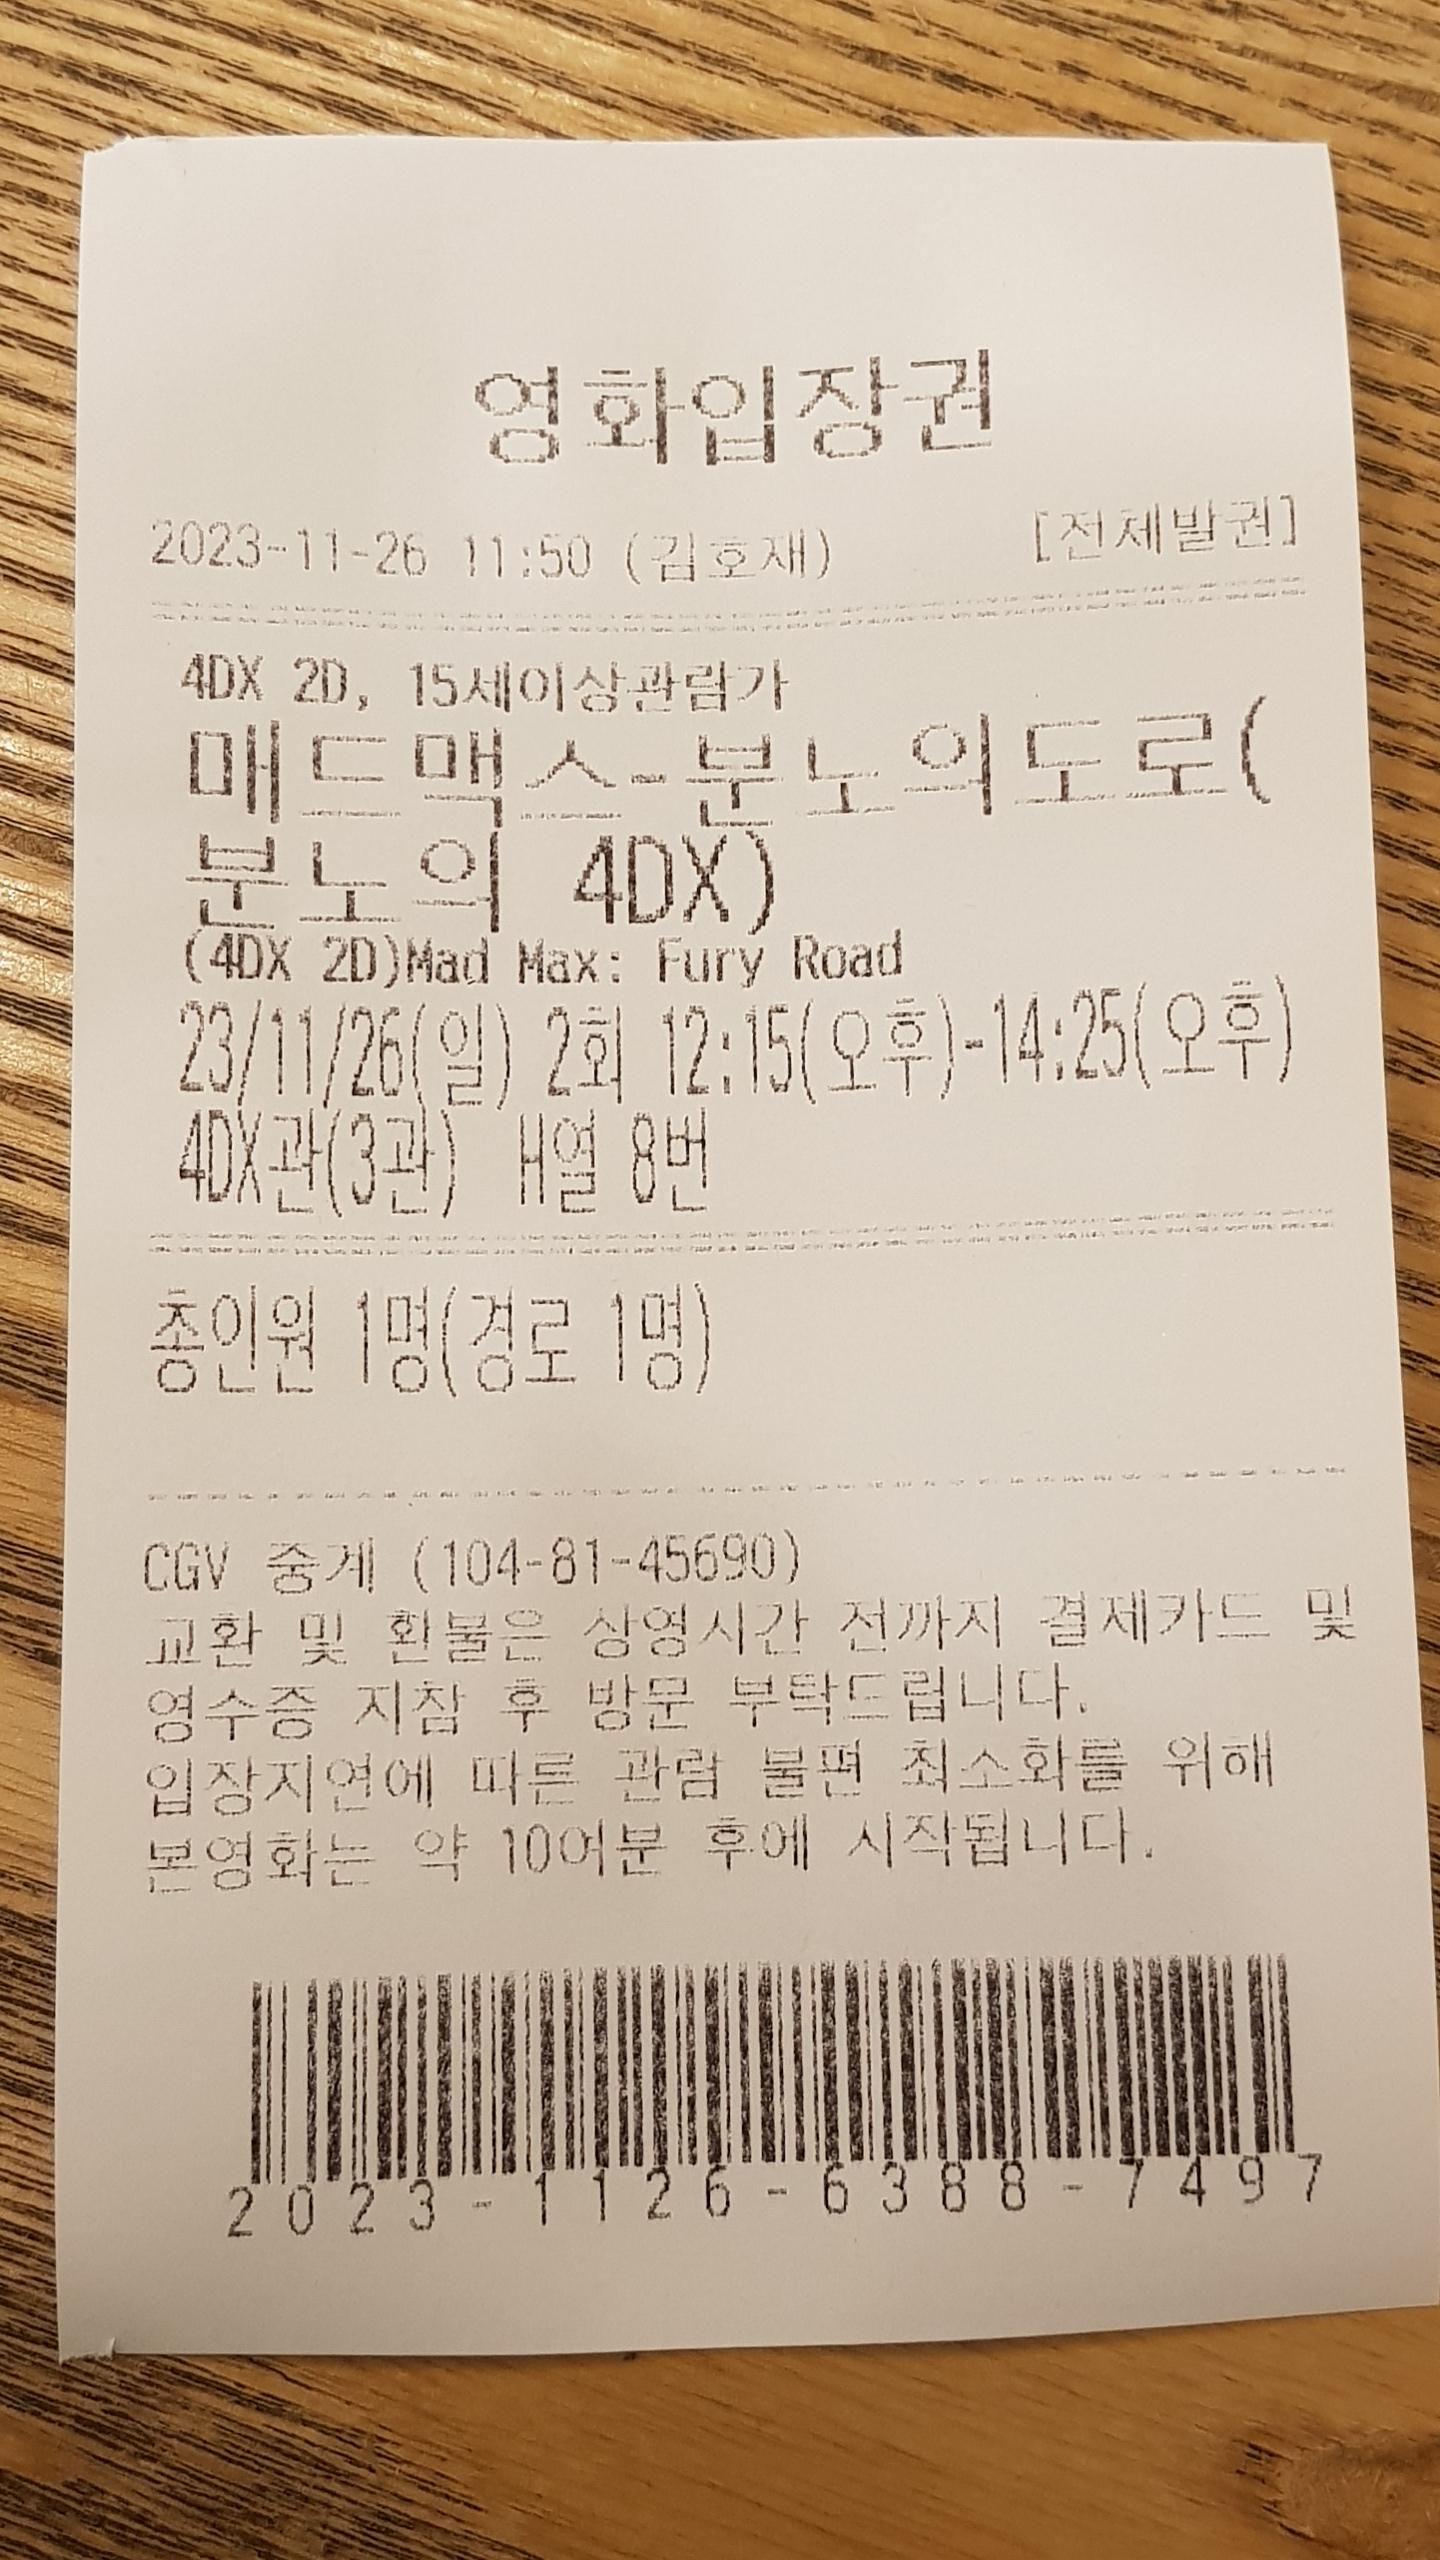 영화입장권
2023-11-26 11:50 (김호재) [전체발권]
4DX 2D, 15세이상관람가
매드맥스-분노의도로(
분노의 4DX)
(4DX 2D)Mad Max: Fury Road
23/11/26(일) 2회 12:15(오후)-14:25(오후)
4DX관(3관) H열 8번
총인원 1명(경로 1명)
CGV 중계 (104-81-45690)
교환 및 환불은 상영시간 전까지 결제카드 및
영수증 지참 후 방문 부탁드립니다.
입장지연에 따른 관람 불편 최소화를 위해
본영화는 약 10여분 후에 시작됩니다.
2023-1126-6388-7497